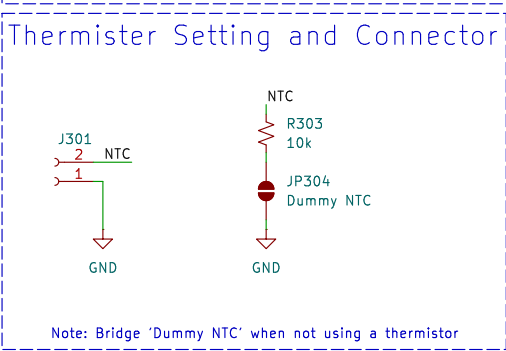 Thermister Setting and Connector
NTC
R303
10k
J301
2
NTC
1
JP304
Dummy NTC
GND
GND
Note: Bridge 'Dummy NTC' when not using a thermistor